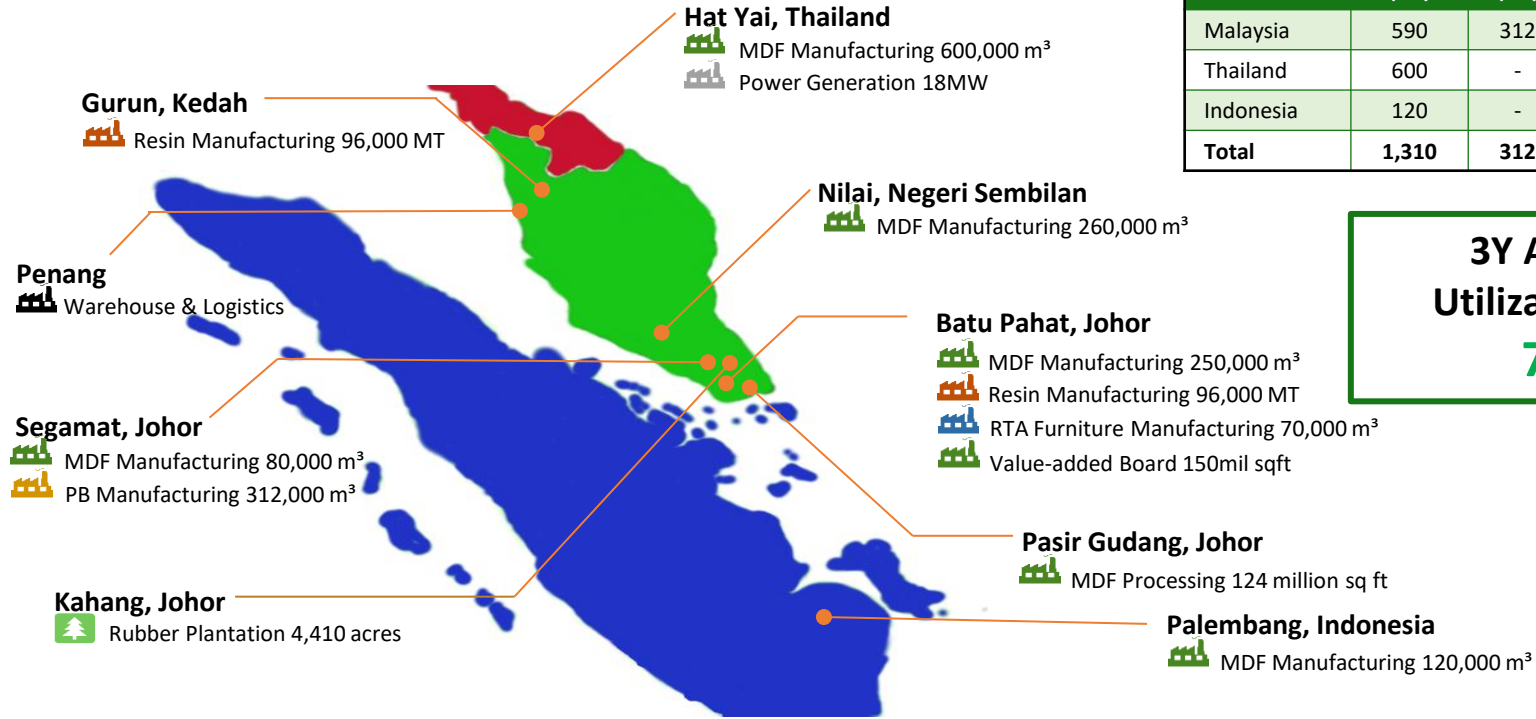 Hat Yai, Thailand
MDF Manufacturing 600,000 m³
Power Generation 18MW
Malaysia 590 312
Thailand 600 -
Indonesia 120 -
Total 1,310 312
Gurun, Kedah
Resin Manufacturing 96,000 MT
Nilai, Negeri Sembilan
MDF Manufacturing 260,000 m³
3Y A
Utiliza
7
Penang
Warehouse & Logistics
Batu Pahat, Johor
MDF Manufacturing 250,000 m³
Resin Manufacturing 96,000 MT
RTA Furniture Manufacturing 70,000 m³
Value-added Board 150mil sqft
Segamat, Johor
MDF Manufacturing 80,000 m³
PB Manufacturing 312,000 m³
Pasir Gudang, Johor
MDF Processing 124 million sq ft
Kahang, Johor
Rubber Plantation 4,410 acres
Palembang, Indonesia
MDF Manufacturing 120,000 m³